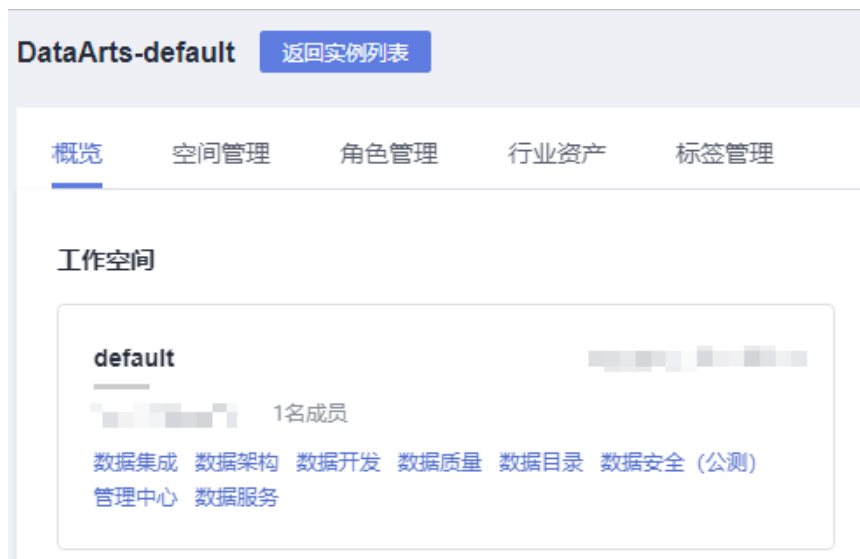 DataArts-default 返回实例列表
概览 空间管理 角色管理 行业资产 标签管理
工作空间
default
1名成员
数据集成 数据架构 数据开发 数据质量 数据目录 数据安全（公测）
管理中心 数据服务